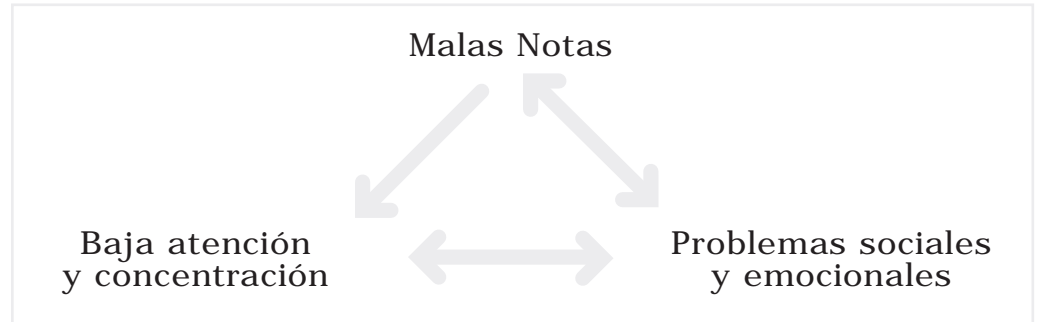 Malas Notas
Baja atención
y concentración
Problemas sociales
y emocionales